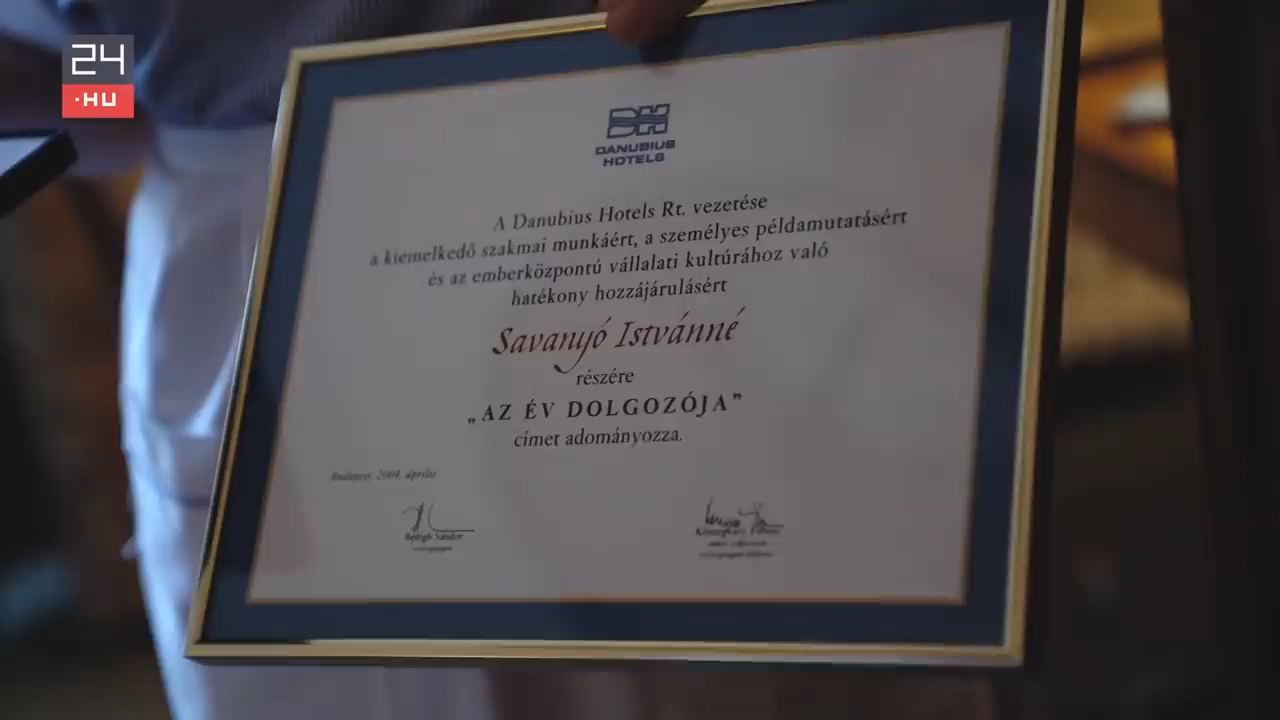 24
.HU
DANUBIUS
HOTELS
A Danubius Hotels Rt. vezetése
a kiemelkedő szakmai munkáért, a személyes példamutatásért
és az emberközpontú vállalati kultúrához való
hatékony hozzájárulásért
Savanyó Istvánné
részére
„AZ ÉV DOLGOZÓJA”
címet adományozza.
Budapest, 2004. április
Sándor